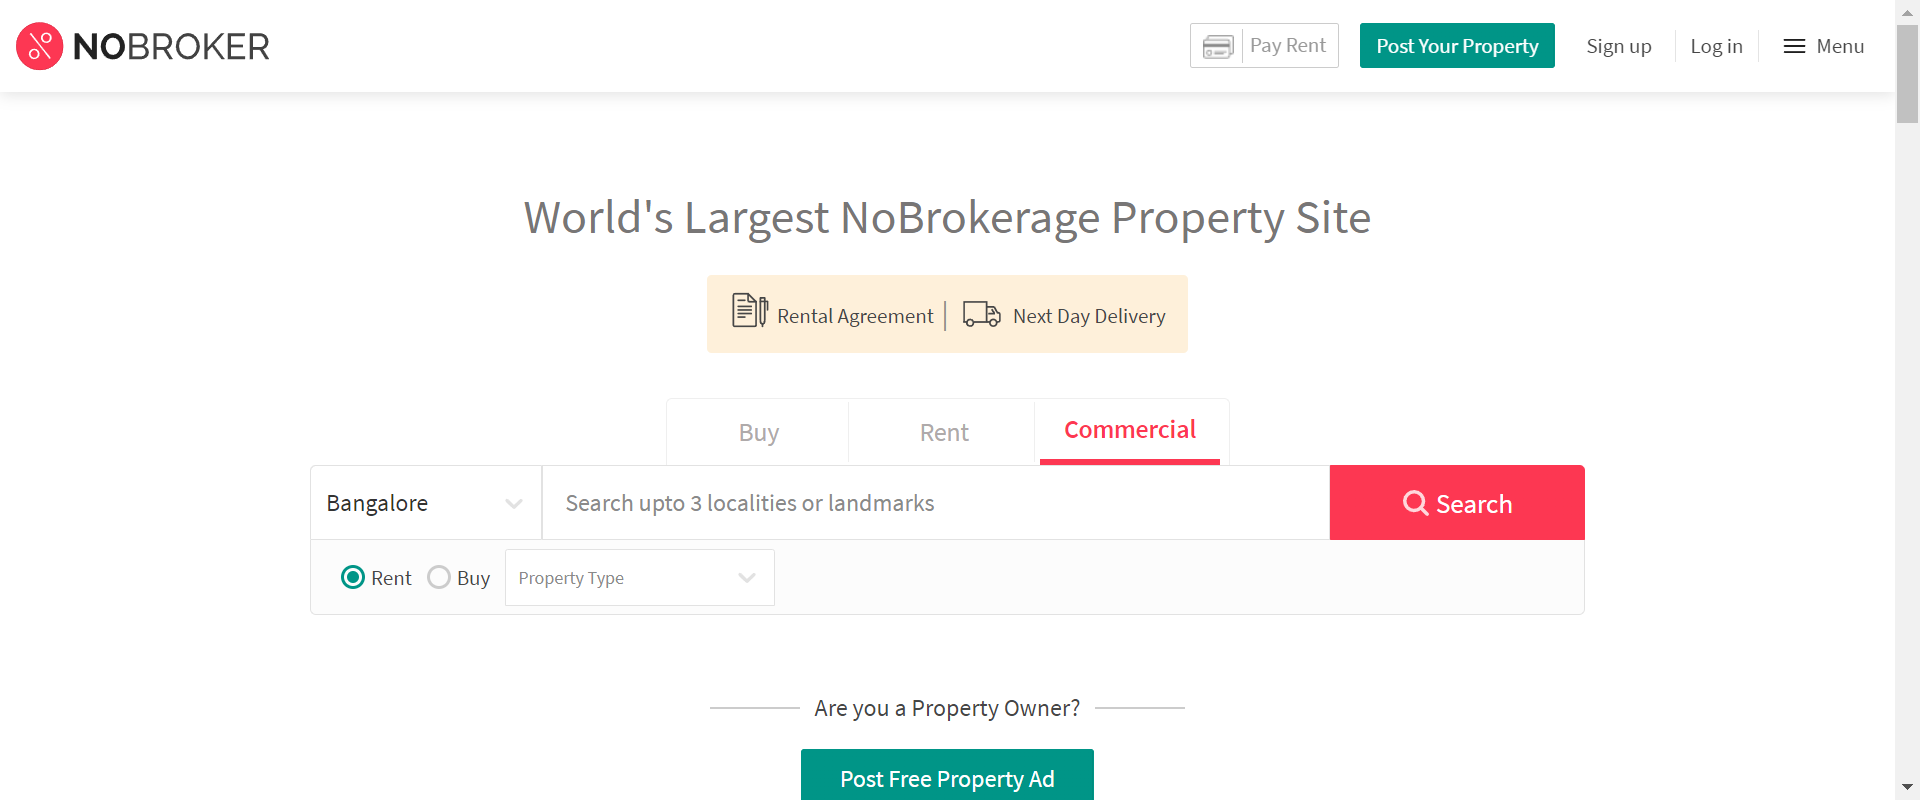 NOBROKER
Pay Rent
Post Your Property
Sign up
Log in
Menu
World's Largest NoBrokerage Property Site
Rental Agreement
Next Day Delivery
Buy
Rent
Commercial
Bangalore
Search upto 3 localities or landmarks
Search
Rent
Buy
Property Type
Are you a Property Owner?
Post Free Property Ad